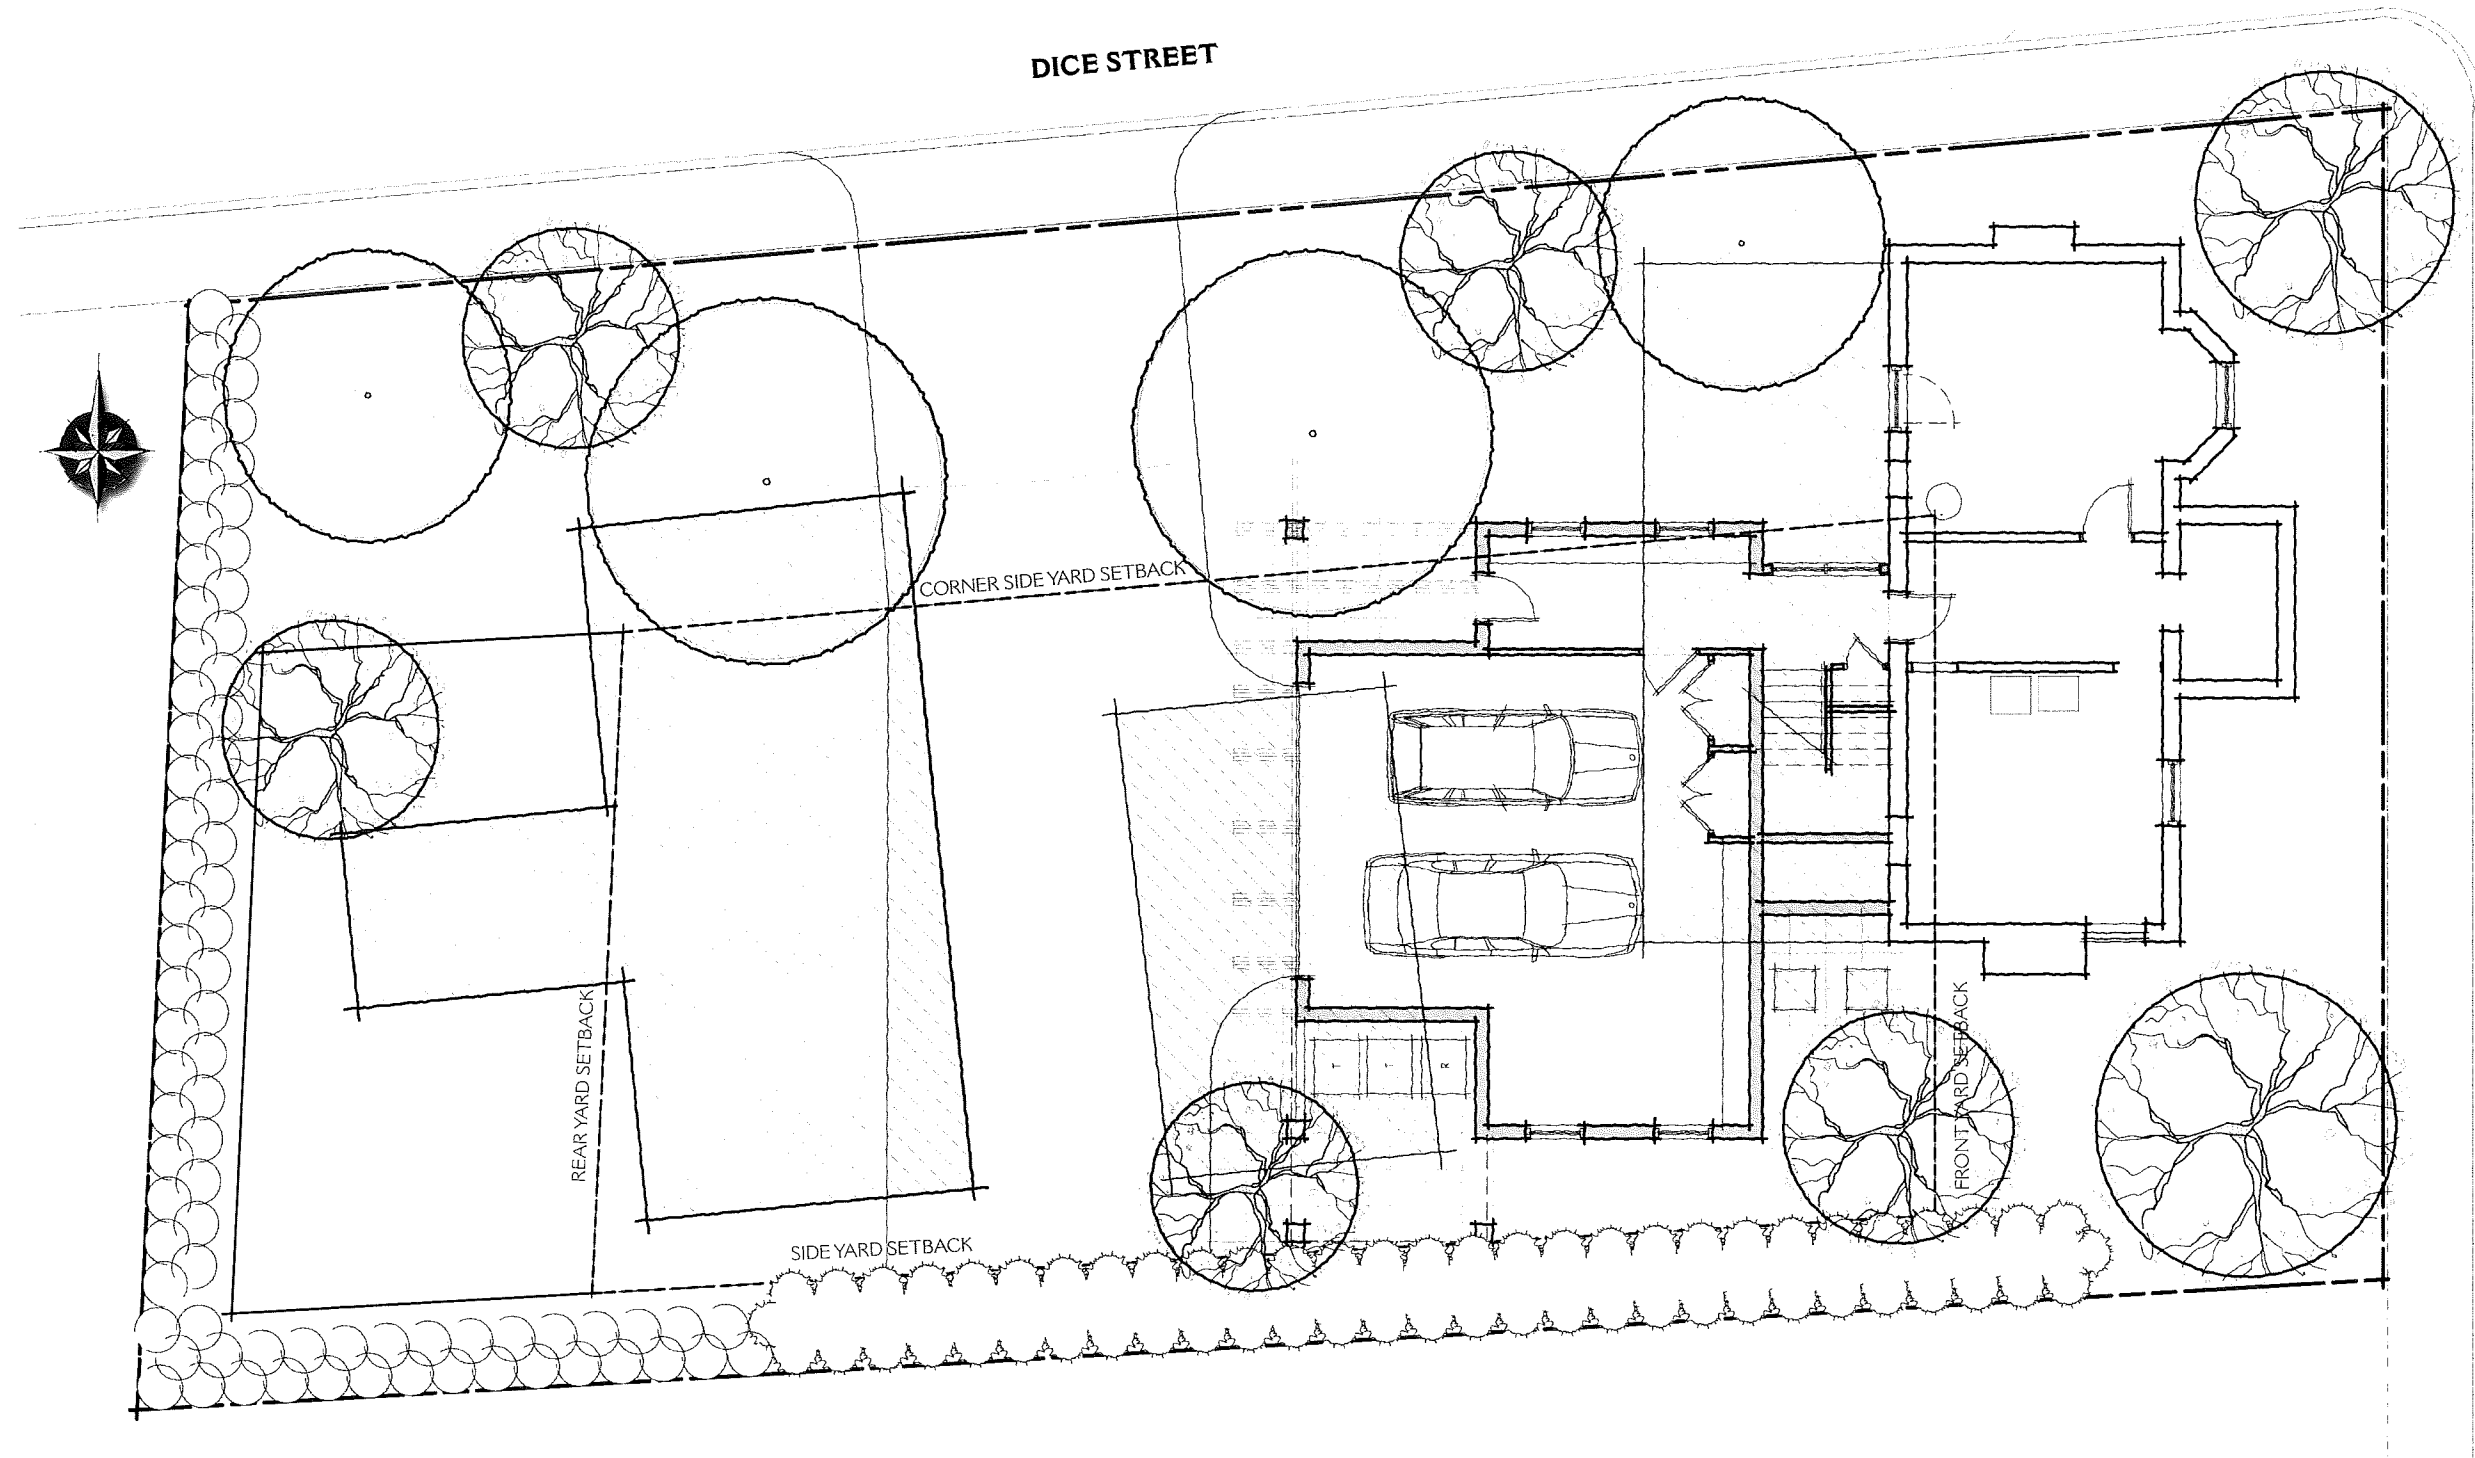 DICE STREET
CORNER SIDE YARD SETBACK
REAR YARD SETBACK
FRONT YARD SETBACK
SIDE YARD SETBACK
T
T
R